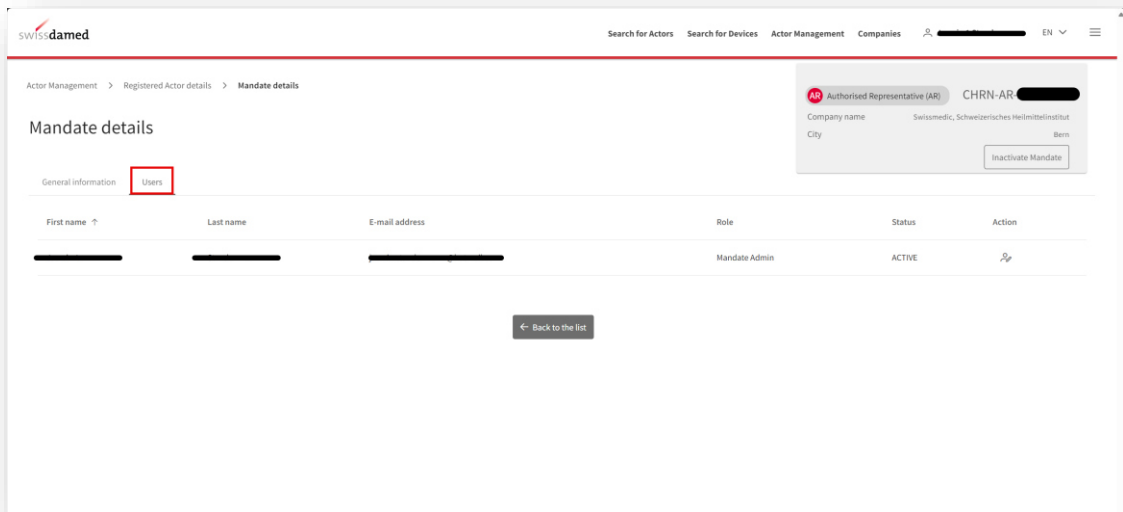 swissdamed
Search for Actors Search for Devices Actor Management Companies EN
Actor Management > Registered Actor details > Mandate details
AR Authorised Representative (AR) CHRN-AR-
Company name Swissmedic, Schweizerisches Heilmittelinstitut
City Bern
Inactivate Mandate
Mandate details
General information Users
First name ↑ Last name E-mail address Role Status Action
Mandate Admin ACTIVE
← Back to the list